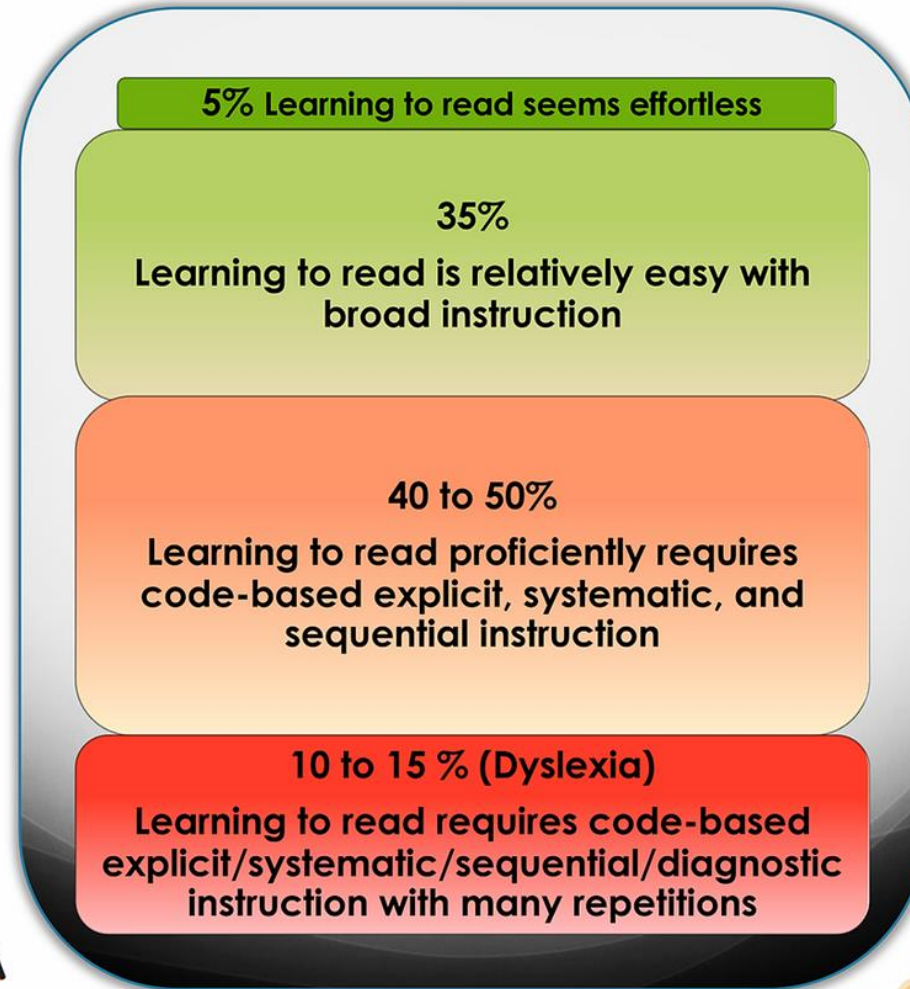 5% Learning to read seems effortless
35%
Learning to read is relatively easy with
broad instruction
40 to 50%
Learning to read proficiently requires
code-based explicit, systematic, and
sequential instruction
10 to 15 % (Dyslexia)
Learning to read requires code-based
explicit/systematic/sequential/diagnostic
instruction with many repetitions